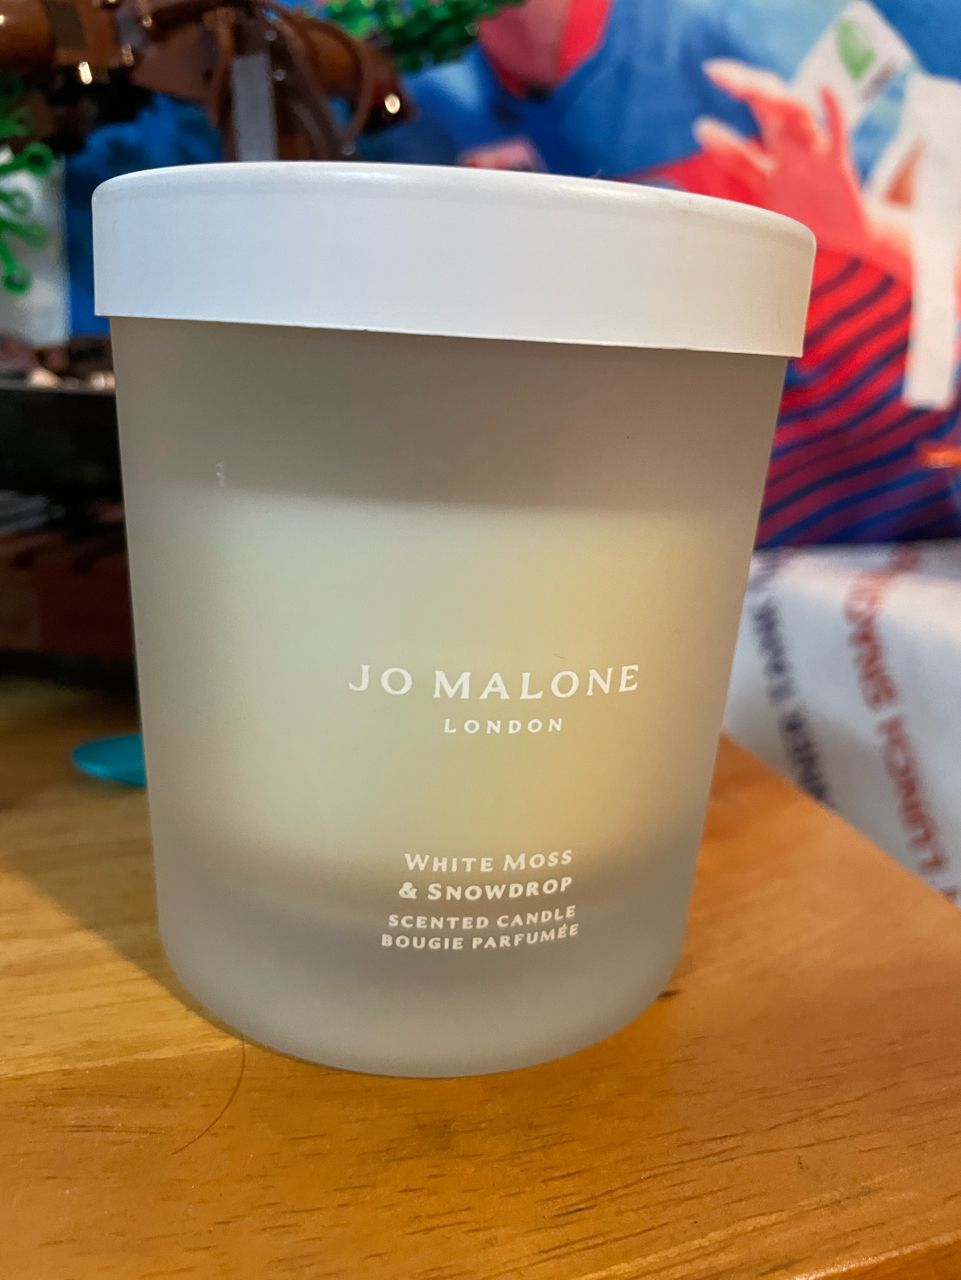 JO MALONE
LONDON
WHITE MOSS
& SNOWDROP
SCENTED CANDLE
BOUGIE PARFUMÉE